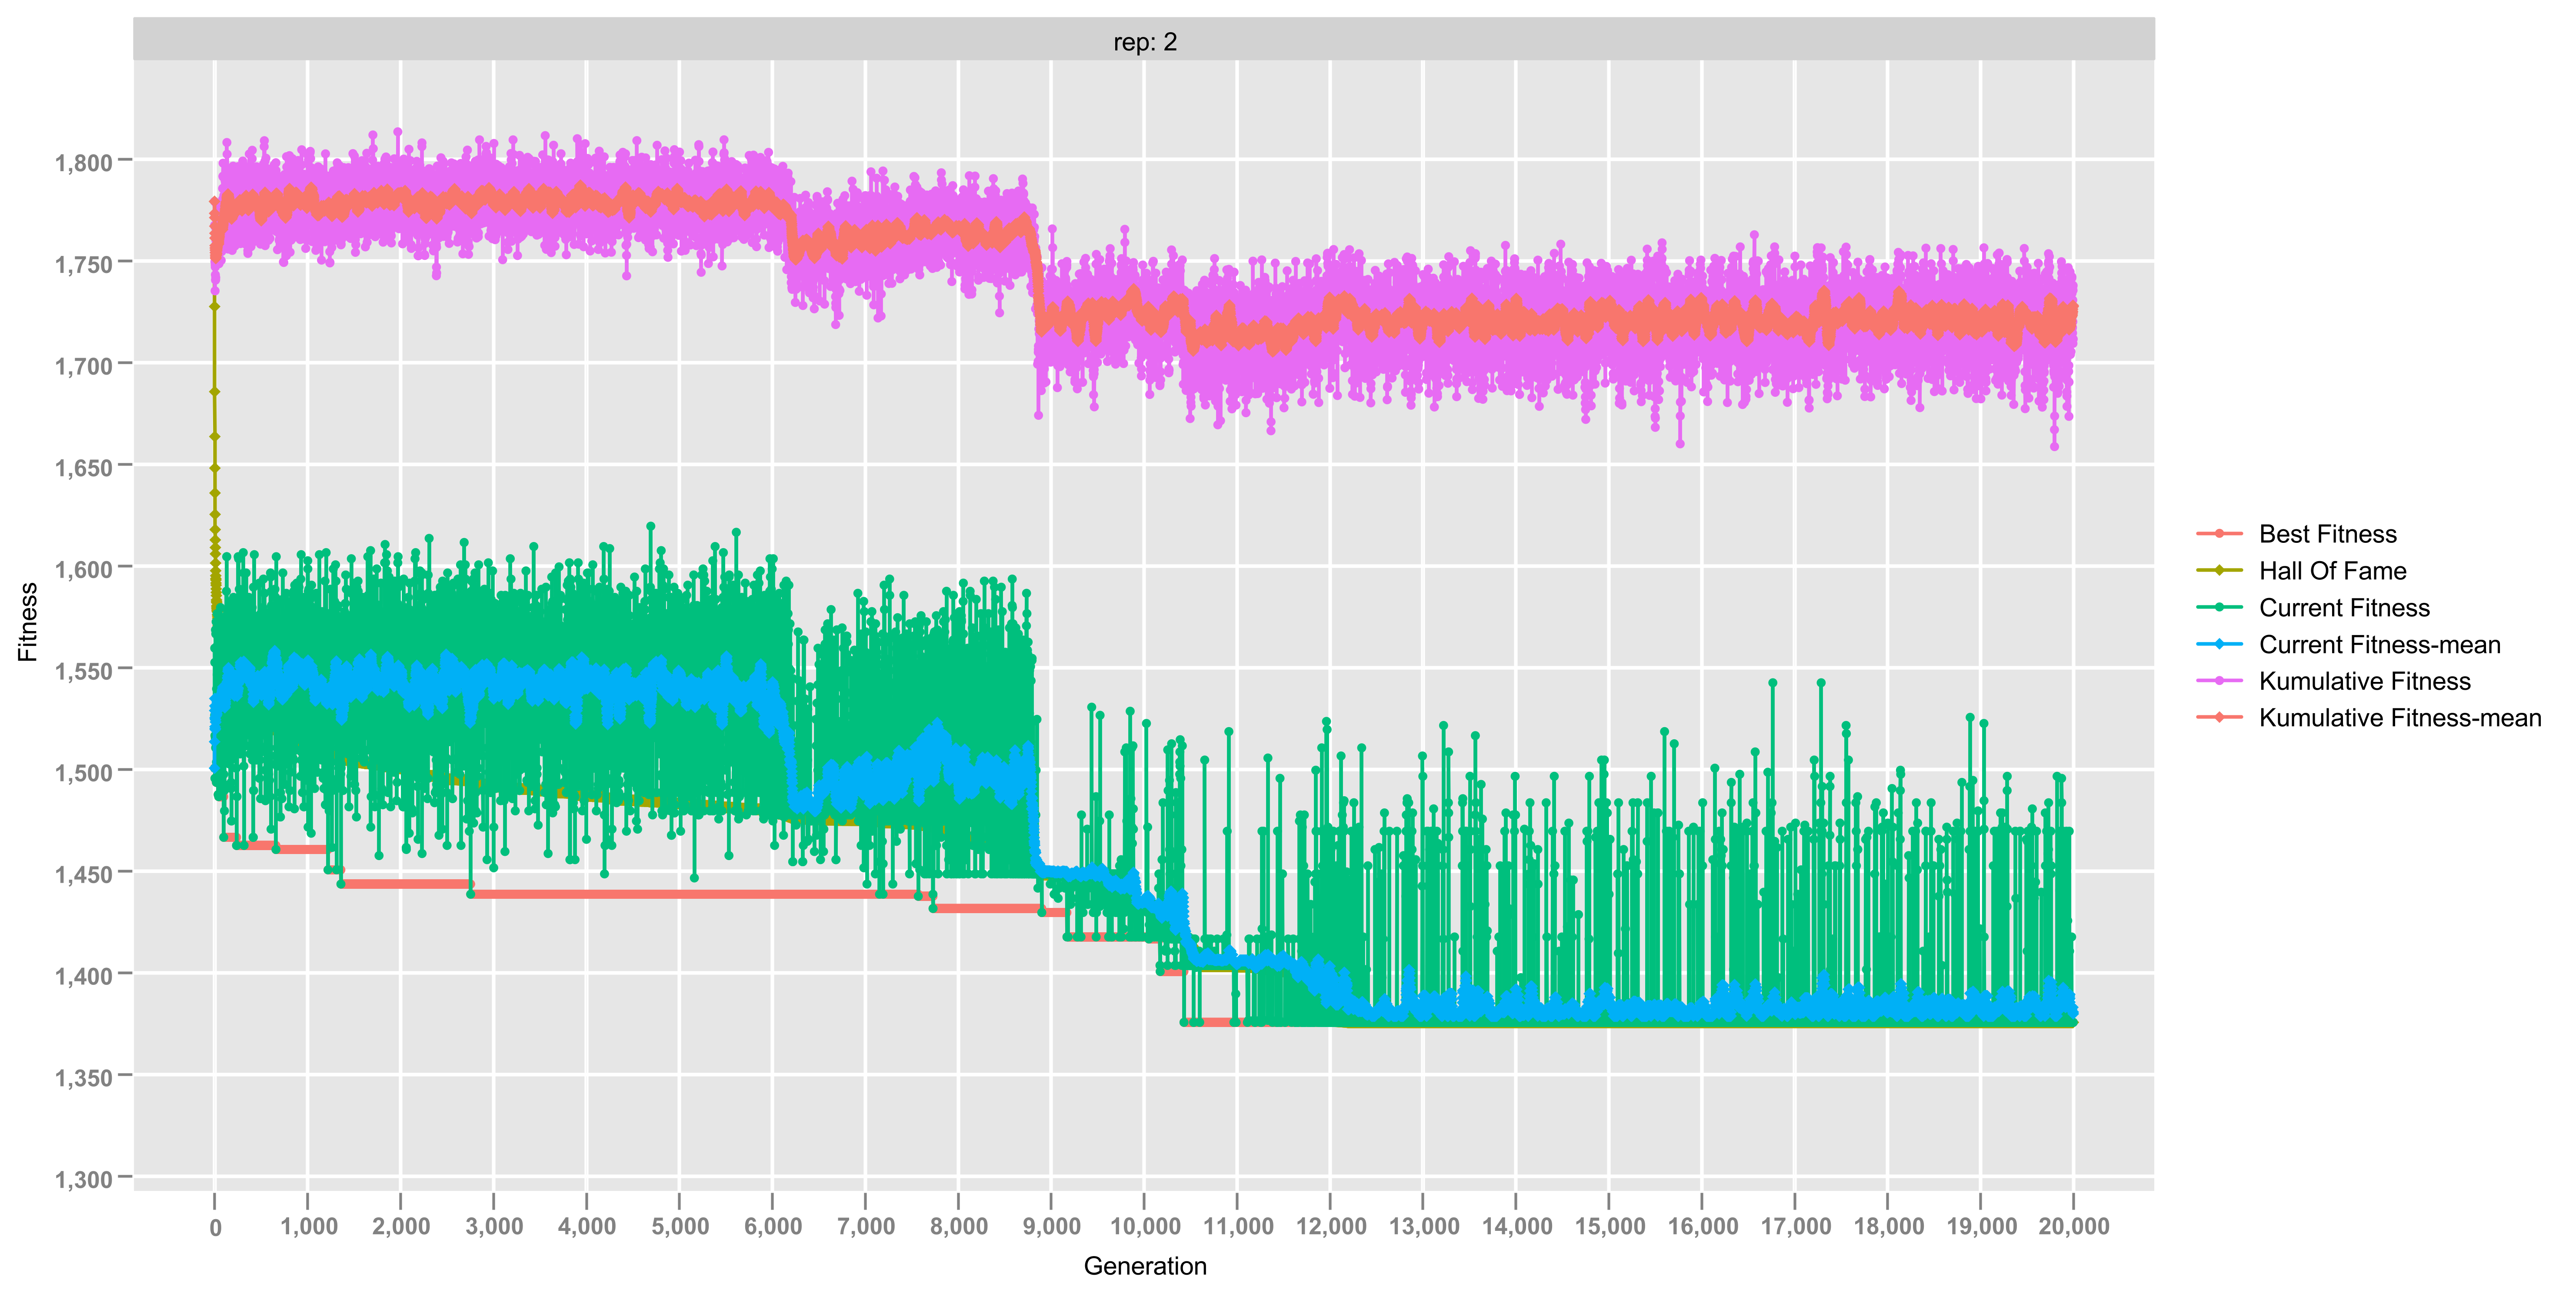 rep: 2
1,800
1,750
1,700
1,650
1,600
1,550
1,500
1,450
1,400
1,350
1,300
Fitness
0 1,000 2,000 3,000 4,000 5,000 6,000 7,000 8,000 9,000 10,000 11,000 12,000 13,000 14,000 15,000 16,000 17,000 18,000 19,000 20,000
Generation
Best Fitness
Hall Of Fame
Current Fitness
Current Fitness-mean
Kumulative Fitness
Kumulative Fitness-mean